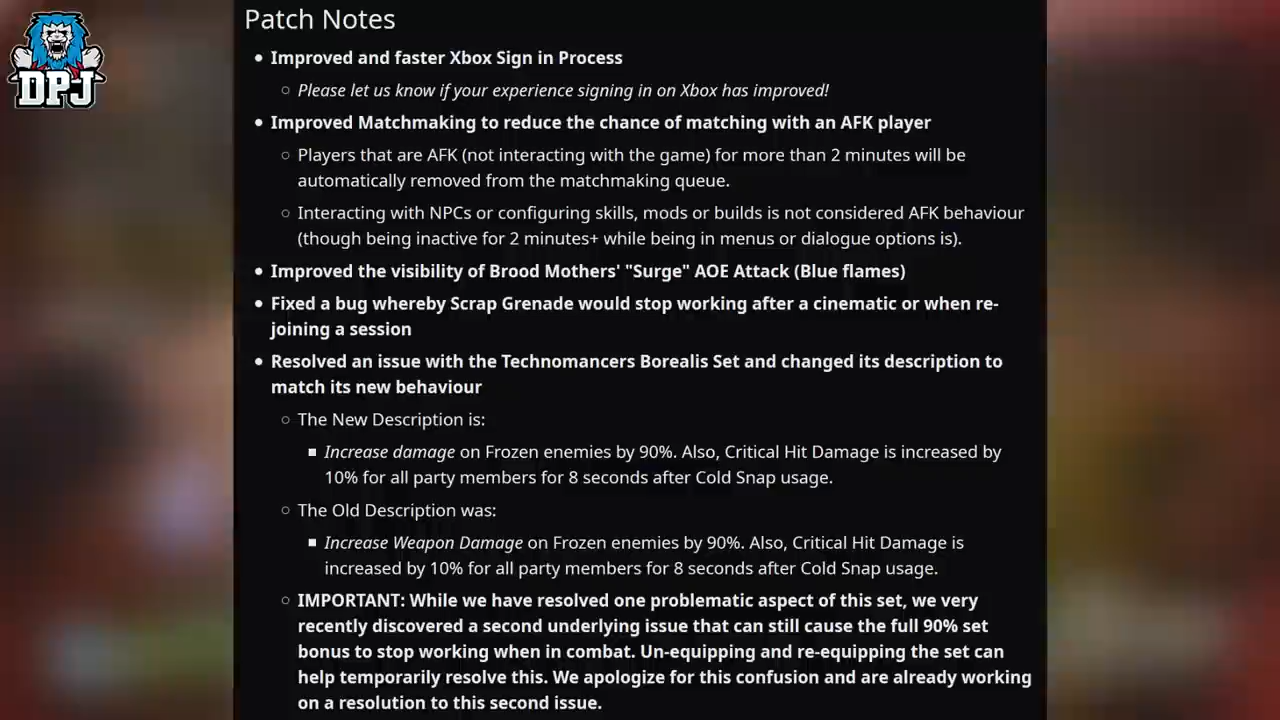 DPJ
Patch Notes
• Improved and faster Xbox Sign in Process
○ Please let us know if your experience signing in on Xbox has improved!
• Improved Matchmaking to reduce the chance of matching with an AFK player
○ Players that are AFK (not interacting with the game) for more than 2 minutes will be
automatically removed from the matchmaking queue.
○ Interacting with NPCs or configuring skills, mods or builds is not considered AFK behaviour
(though being inactive for 2 minutes+ while being in menus or dialogue options is).
• Improved the visibility of Brood Mothers' "Surge" AOE Attack (Blue flames)
• Fixed a bug whereby Scrap Grenade would stop working after a cinematic or when re-
joining a session
• Resolved an issue with the Technomancers Borealis Set and changed its description to
match its new behaviour
○ The New Description is:
▪ Increase damage on Frozen enemies by 90%. Also, Critical Hit Damage is increased by
10% for all party members for 8 seconds after Cold Snap usage.
○ The Old Description was:
▪ Increase Weapon Damage on Frozen enemies by 90%. Also, Critical Hit Damage is
increased by 10% for all party members for 8 seconds after Cold Snap usage.
○ IMPORTANT: While we have resolved one problematic aspect of this set, we very
recently discovered a second underlying issue that can still cause the full 90% set
bonus to stop working when in combat. Un-equipping and re-equipping the set can
help temporarily resolve this. We apologize for this confusion and are already working
on a resolution to this second issue.